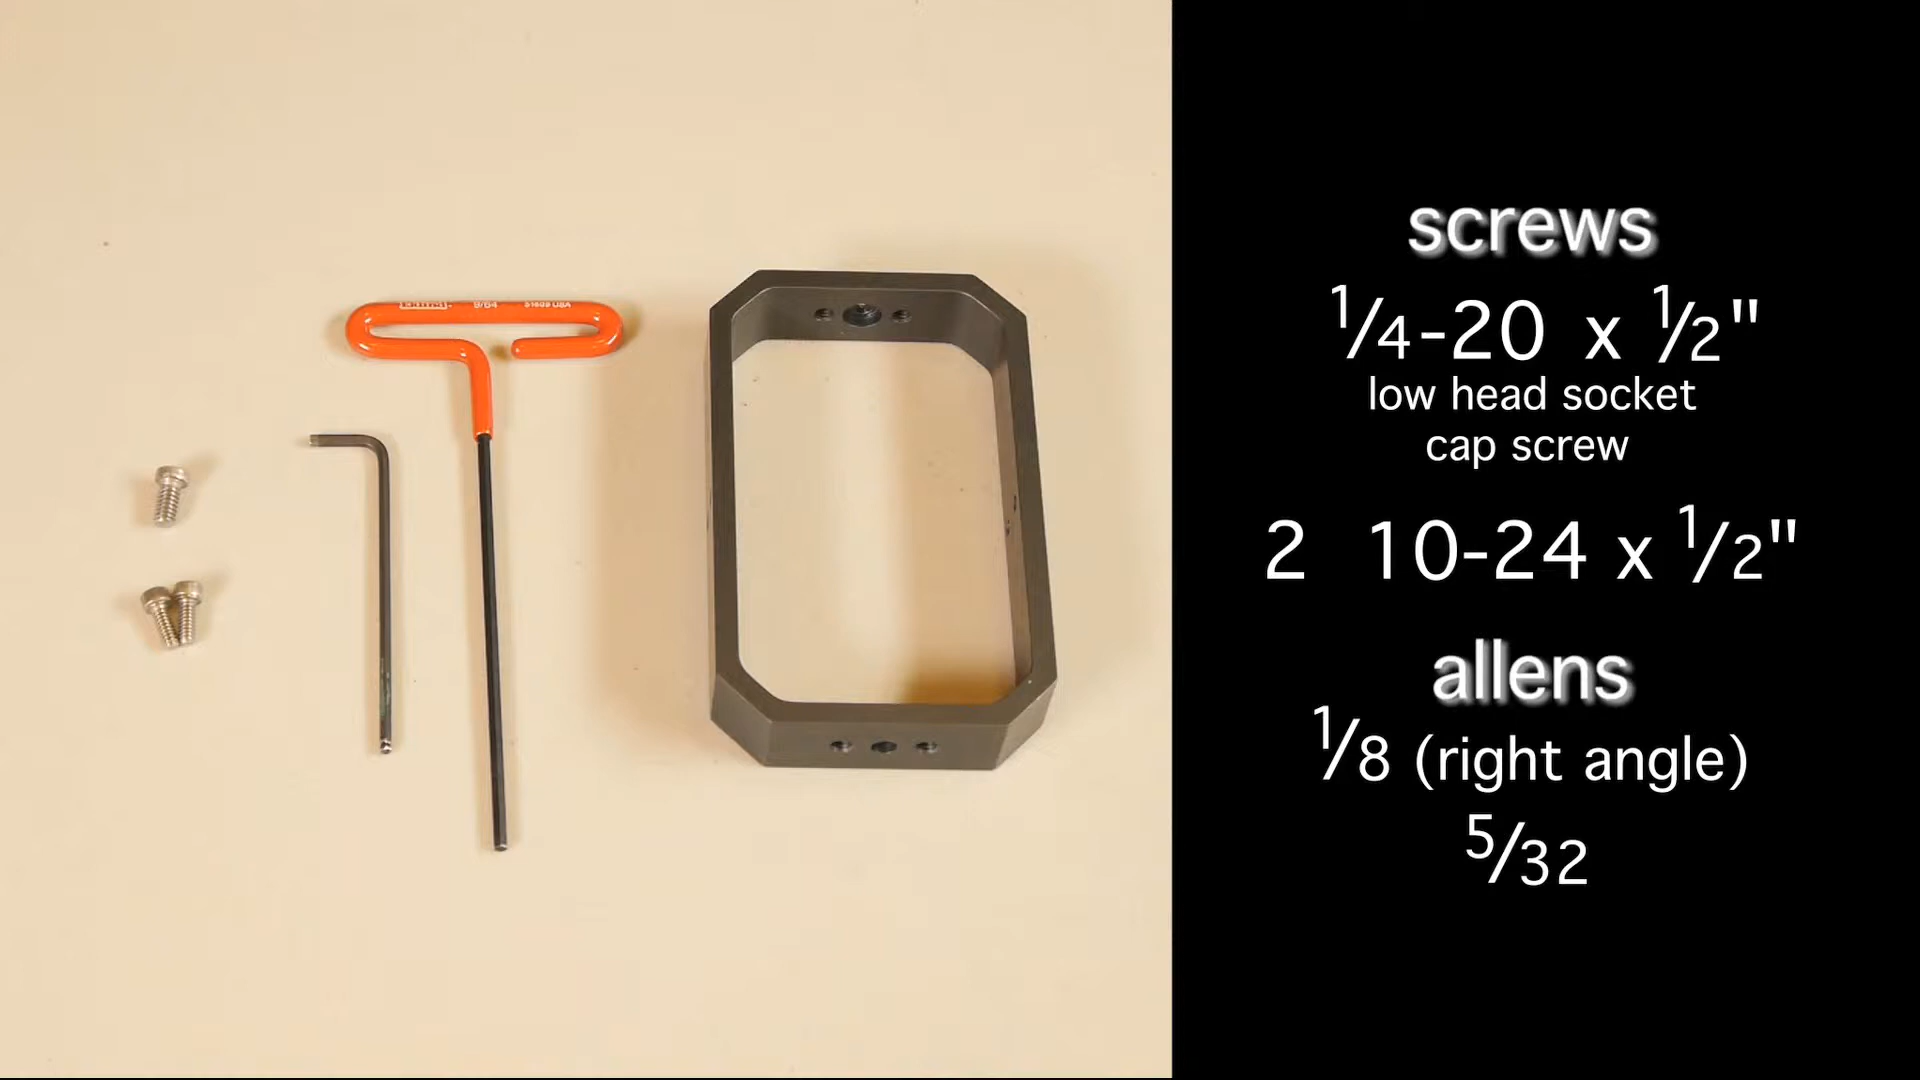 9/64
USA
screws
1/4-20 x 1/2"
low head socket
cap screw
2 10-24 x 1/2"
allens
1/8 (right angle)
5/32